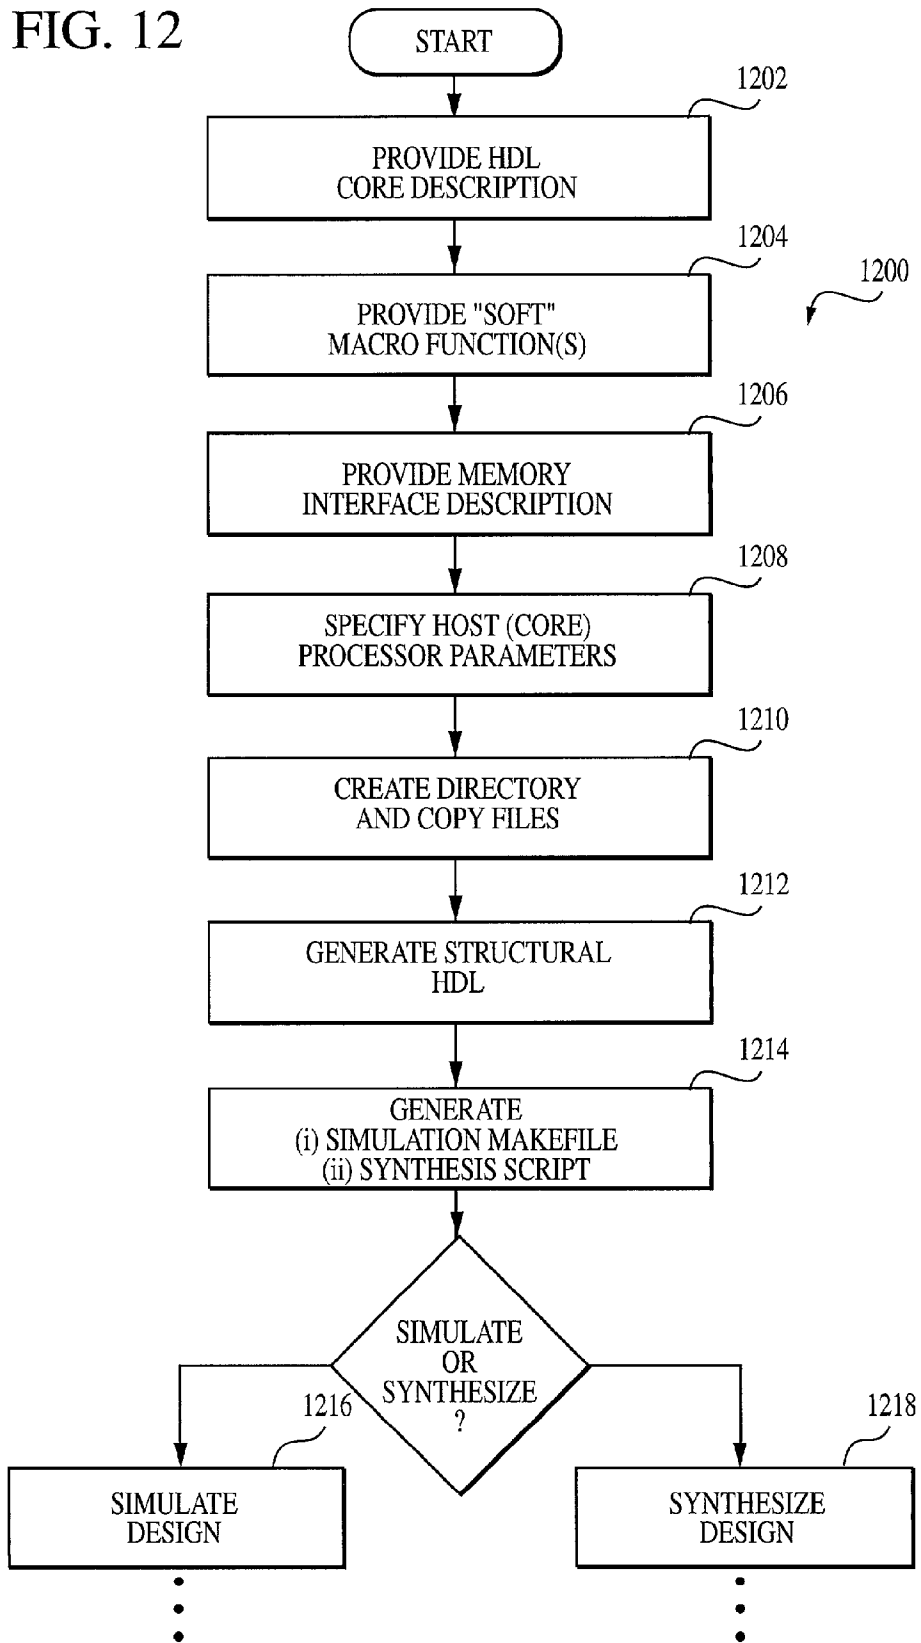 FIG. 12
START
1202
PROVIDE HDL
CORE DESCRIPTION
1204
1200
PROVIDE "SOFT"
MACRO FUNCTION(S)
1206
PROVIDE MEMORY
INTERFACE DESCRIPTION
1208
SPECIFY HOST (CORE)
PROCESSOR PARAMETERS
1210
CREATE DIRECTORY
AND COPY FILES
1212
GENERATE STRUCTURAL
HDL
1214
GENERATE
(i) SIMULATION MAKEFILE
(ii) SYNTHESIS SCRIPT
SIMULATE
OR
SYNTHESIZE
?
1216
SIMULATE
DESIGN
1218
SYNTHESIZE
DESIGN